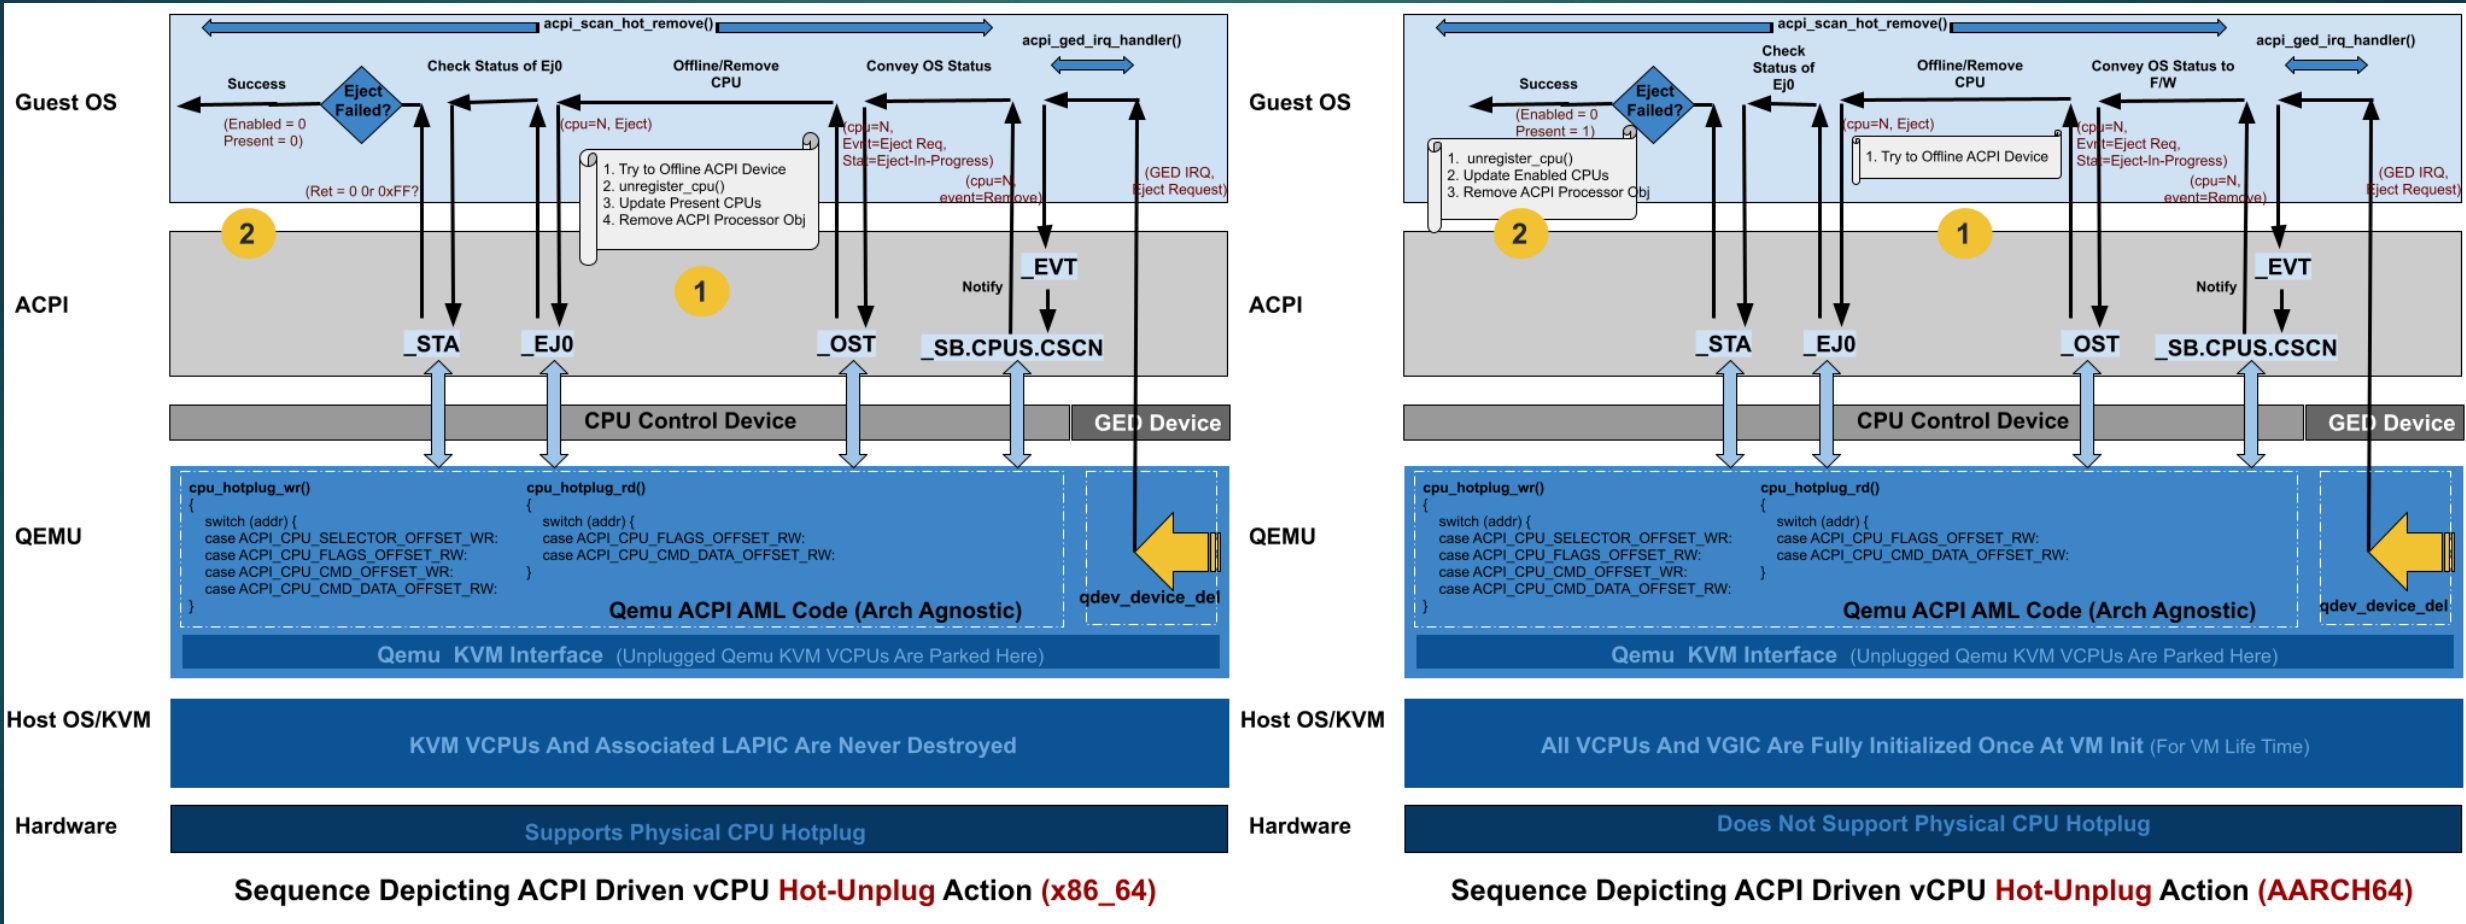 acpi_scan_hot_remove()
acpi_ged_irq_handler()
Check Status of Ej0
Offline/Remove
CPU
Convey OS Status
Guest OS
Success
Eject
Failed?
(Enabled = 0
Present = 0)
(cpu=N, Eject)
(cpu=N,
Evnt=Eject Req,
Stat=Eject-In-Progress)
(cpu=N,
event=Remove)
(GED IRQ,
Eject Request)
(Ret = 0 0r 0xFF?
1. Try to Offline ACPI Device
2. unregister_cpu()
3. Update Present CPUs
4. Remove ACPI Processor Obj
2
1
ACPI
_EVT
Notify
_STA
_EJ0
_OST
_SB.CPUS.CSCN
CPU Control Device
GED Device
QEMU
cpu_hotplug_wr()
{
switch (addr) {
case ACPI_CPU_SELECTOR_OFFSET_WR:
case ACPI_CPU_FLAGS_OFFSET_RW:
case ACPI_CPU_CMD_OFFSET_WR:
case ACPI_CPU_CMD_DATA_OFFSET_RW:
}
cpu_hotplug_rd()
{
switch (addr) {
case ACPI_CPU_FLAGS_OFFSET_RW:
case ACPI_CPU_CMD_DATA_OFFSET_RW:
}
Qemu ACPI AML Code (Arch Agnostic)
qdev_device_del
Qemu KVM Interface (Unplugged Qemu KVM VCPUs Are Parked Here)
Host OS/KVM
KVM VCPUs And Associated LAPIC Are Never Destroyed
Hardware
Supports Physical CPU Hotplug
Sequence Depicting ACPI Driven vCPU Hot-Unplug Action (x86_64)
acpi_scan_hot_remove()
acpi_ged_irq_handler()
Check
Status of
Ej0
Offline/Remove
CPU
Convey OS Status to
F/W
Guest OS
Success
Eject
Failed?
(Enabled = 0
Present = 1)
(cpu=N, Eject)
(cpu=N,
Evnt=Eject Req,
Stat=Eject-In-Progress)
(cpu=N,
event=Remove)
(GED IRQ,
Eject Request)
1. unregister_cpu()
2. Update Enabled CPUs
3. Remove ACPI Processor Obj
1. Try to Offline ACPI Device
2
1
ACPI
_EVT
Notify
_STA
_EJ0
_OST
_SB.CPUS.CSCN
CPU Control Device
GED Device
QEMU
cpu_hotplug_wr()
{
switch (addr) {
case ACPI_CPU_SELECTOR_OFFSET_WR:
case ACPI_CPU_FLAGS_OFFSET_RW:
case ACPI_CPU_CMD_OFFSET_WR:
case ACPI_CPU_CMD_DATA_OFFSET_RW:
}
cpu_hotplug_rd()
{
switch (addr) {
case ACPI_CPU_FLAGS_OFFSET_RW:
case ACPI_CPU_CMD_DATA_OFFSET_RW:
}
Qemu ACPI AML Code (Arch Agnostic)
qdev_device_del
Qemu KVM Interface (Unplugged Qemu KVM VCPUs Are Parked Here)
Host OS/KVM
All VCPUs And VGIC Are Fully Initialized Once At VM Init (For VM Life Time)
Hardware
Does Not Support Physical CPU Hotplug
Sequence Depicting ACPI Driven vCPU Hot-Unplug Action (AARCH64)